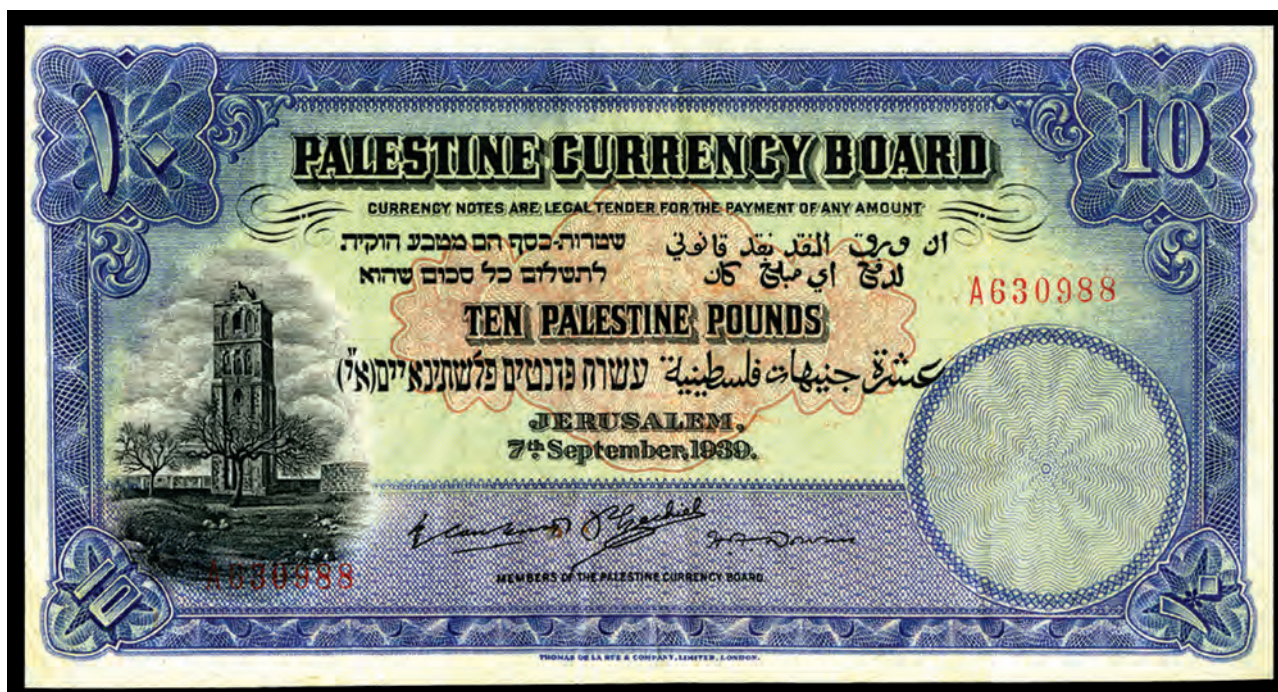 ١٠ 10
PALESTINE CURRENCY BOARD
CURRENCY NOTES ARE LEGAL TENDER FOR THE PAYMENT OF ANY AMOUNT
ان ورق النقد نقد قانوني שטרות-כסף הם מטבע חוקית
لدفع اي مبلغ كان לתשלום כל סכום שהוא
A630988
TEN PALESTINE POUNDS
عشرة جنيهات فلسطينية עשרה פונטים פלשתינאיים(א״י)
JERUSALEM,
7th September, 1939.
MEMBERS OF THE PALESTINE CURRENCY BOARD.
A630988
10 ١٠
THOMAS DE LA RUE & COMPANY, LIMITED, LONDON.